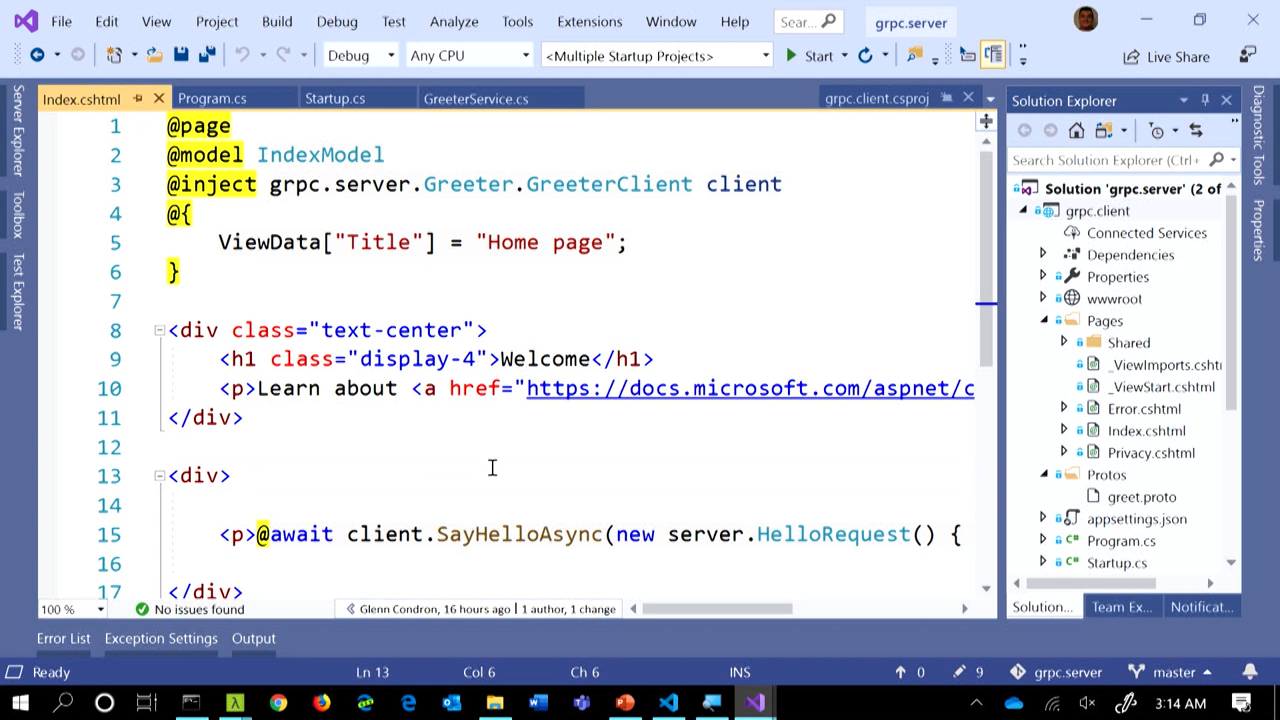 File Edit View Project Build Debug Test Analyze Tools Extensions Window Help Sear... grpc.server
Debug Any CPU <Multiple Startup Projects> Start Live Share
Index.cshtml Program.cs Startup.cs GreeterService.cs grpc.client.csproj
Server Explorer
Toolbox
Test Explorer
1 @page
2 @model IndexModel
3 @inject grpc.server.Greeter.GreeterClient client
4 @{
5 ViewData["Title"] = "Home page";
6 }
7
8 <div class="text-center">
9 <h1 class="display-4">Welcome</h1>
10 <p>Learn about <a href="https://docs.microsoft.com/aspnet/c
11 </div>
12
13 <div>
14
15 <p>@await client.SayHelloAsync(new server.HelloRequest() {
16
17 </div>
100 % No issues found Glenn Condron, 16 hours ago | 1 author, 1 change
Solution Explorer
Search Solution Explorer (Ctrl+
Solution 'grpc.server' (2 of
grpc.client
Connected Services
Dependencies
Properties
wwwroot
Pages
Shared
_ViewImports.cshtm
_ViewStart.cshtml
Error.cshtml
Index.cshtml
Privacy.cshtml
Protos
greet.proto
appsettings.json
Program.cs
Startup.cs
Solution... Team Ex... Notificat...
Diagnostic Tools
Properties
Error List Exception Settings Output
Ready Ln 13 Col 6 Ch 6 INS 0 9 grpc.server master
3:14 AM